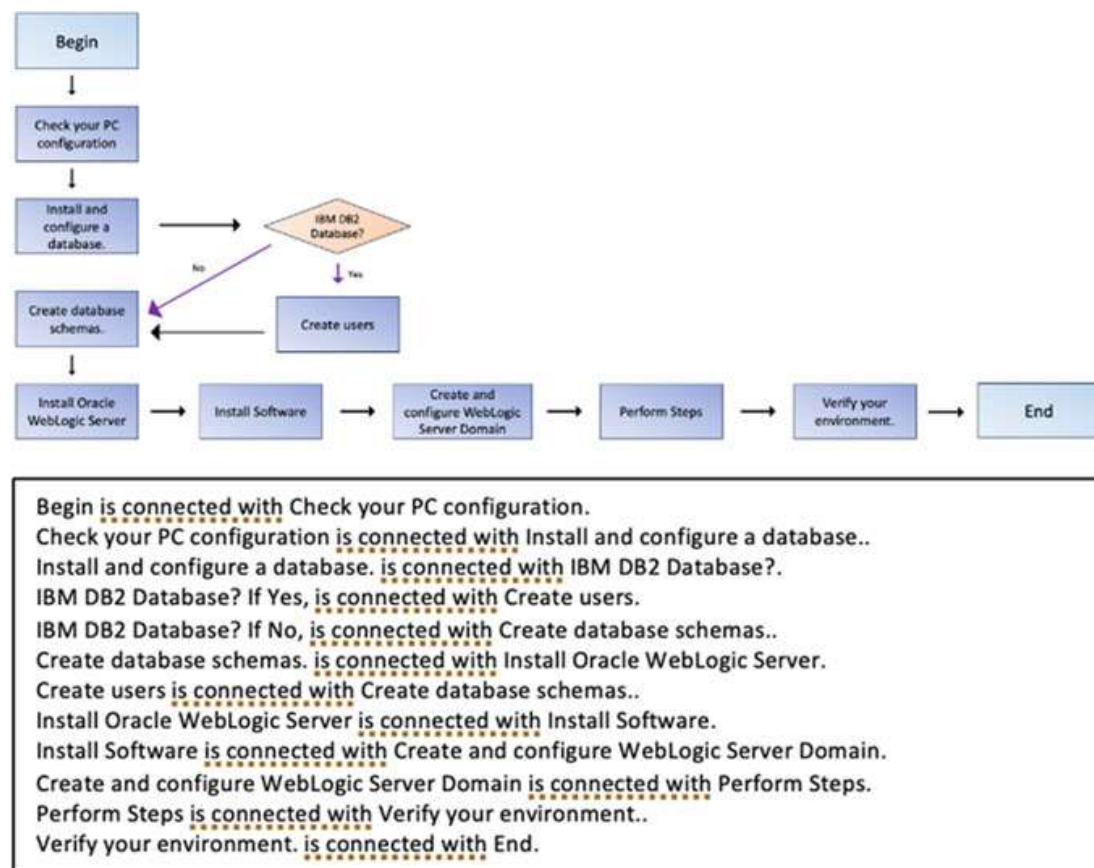 Begin
Check your PC
configuration
Install and
configure a
database.
IBM DB2
Database?
No
Yes
Create database
schemas.
Create users
Install Oracle
WebLogic Server
Install Software
Create and
configure WebLogic
Server Domain
Perform Steps
Verify your
environment.
End
Begin is connected with Check your PC configuration.
Check your PC configuration is connected with Install and configure a database..
Install and configure a database. is connected with IBM DB2 Database?.
IBM DB2 Database? If Yes, is connected with Create users.
IBM DB2 Database? If No, is connected with Create database schemas..
Create database schemas. is connected with Install Oracle WebLogic Server.
Create users is connected with Create database schemas..
Install Oracle WebLogic Server is connected with Install Software.
Install Software is connected with Create and configure WebLogic Server Domain.
Create and configure WebLogic Server Domain is connected with Perform Steps.
Perform Steps is connected with Verify your environment..
Verify your environment. is connected with End.